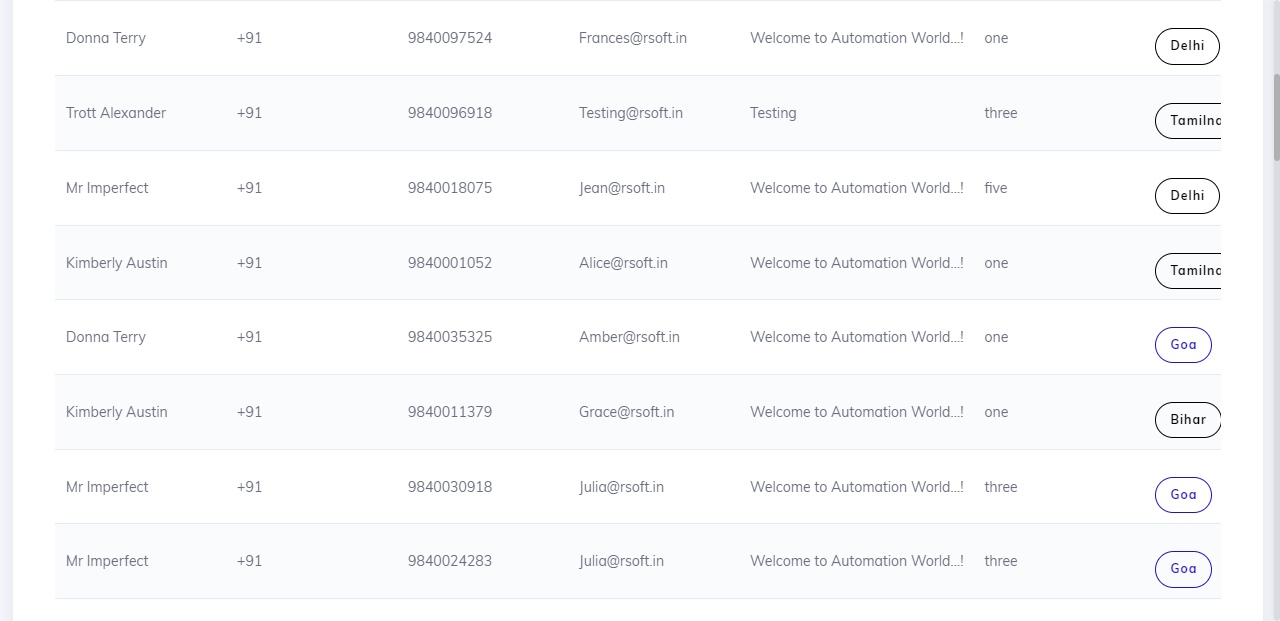 Donna Terry +91 9840097524 Frances@rsoft.in Welcome to Automation World...! one Delhi
Trott Alexander +91 9840096918 Testing@rsoft.in Testing three Tamilna
Mr Imperfect +91 9840018075 Jean@rsoft.in Welcome to Automation World...! five Delhi
Kimberly Austin +91 9840001052 Alice@rsoft.in Welcome to Automation World...! one Tamilna
Donna Terry +91 9840035325 Amber@rsoft.in Welcome to Automation World...! one Goa
Kimberly Austin +91 9840011379 Grace@rsoft.in Welcome to Automation World...! one Bihar
Mr Imperfect +91 9840030918 Julia@rsoft.in Welcome to Automation World...! three Goa
Mr Imperfect +91 9840024283 Julia@rsoft.in Welcome to Automation World...! three Goa